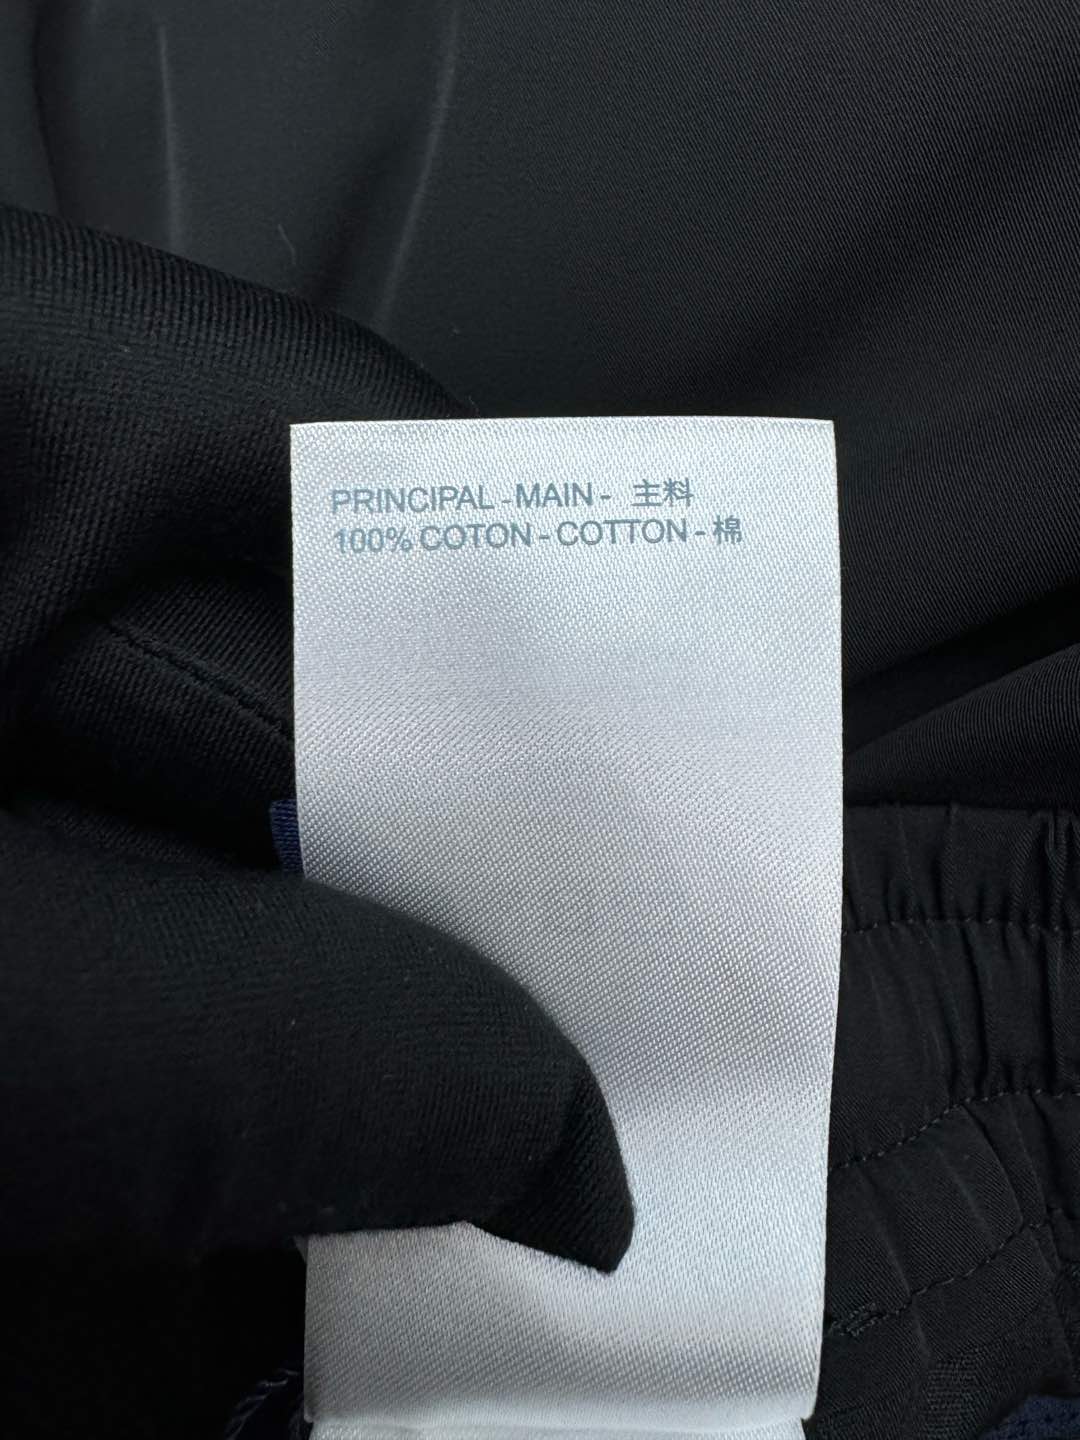 PRINCIPAL - MAIN - 主料
100% COTON - COTTON - 棉